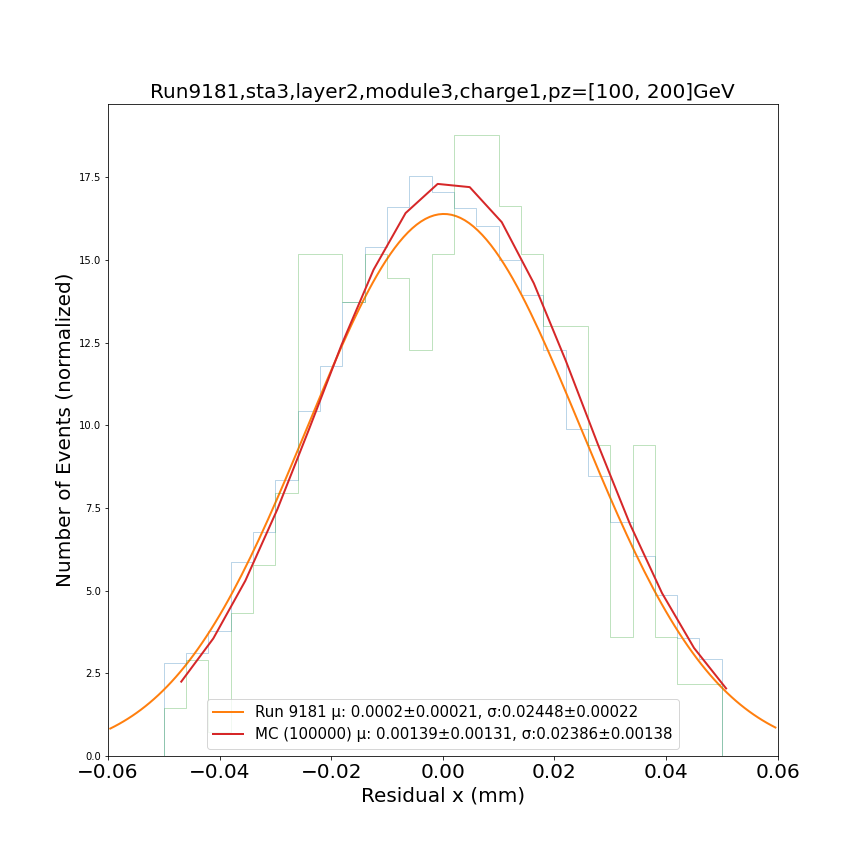 Run9181,sta3,layer2,module3,charge1,pz=[100, 200]GeV
Number of Events (normalized)
17.5
15.0
12.5
10.0
7.5
5.0
2.5
0.0
Run 9181 μ: 0.0002±0.00021, σ:0.02448±0.00022
MC (100000) μ: 0.00139±0.00131, σ:0.02386±0.00138
−0.06 −0.04 −0.02 0.00 0.02 0.04 0.06
Residual x (mm)